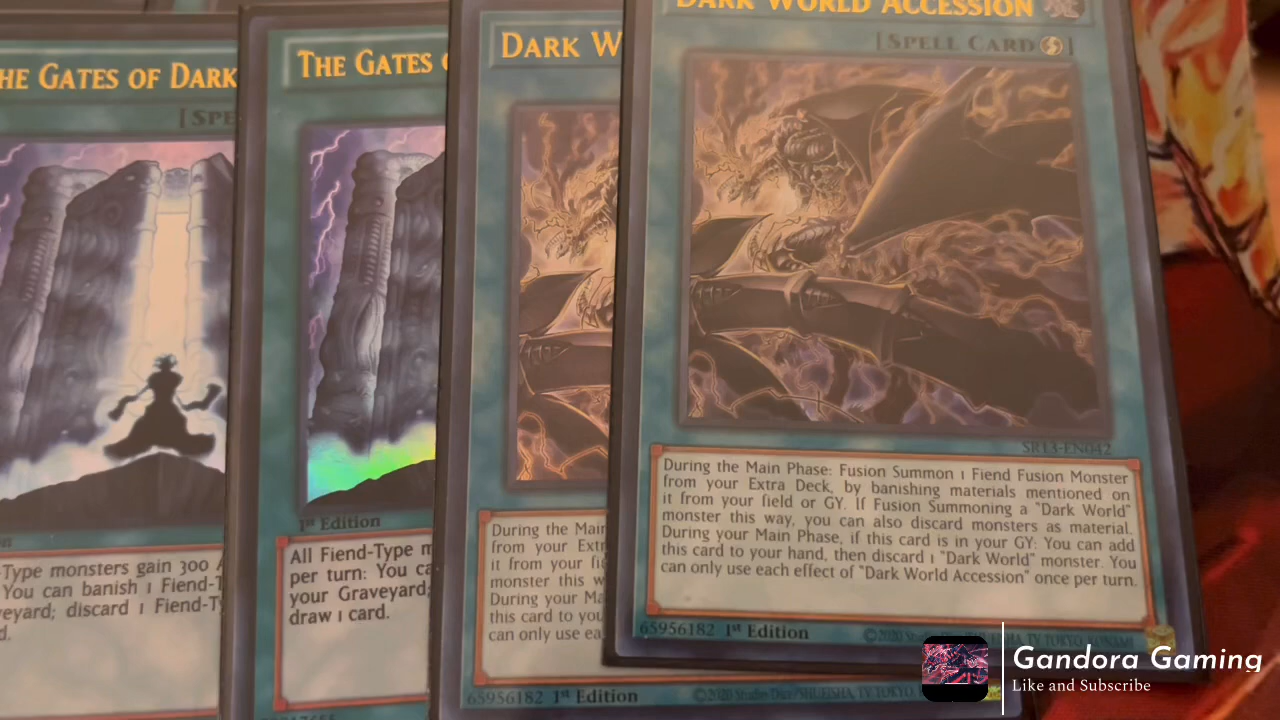 HE GATES OF DARK
[SPE
Type monsters gain 300
You can banish 1 Fiend-T
veyard; discard 1 Fiend-Ty
d.
THE GATES
1st Edition
All Fiend-Type m
per turn: You ca
your Graveyard;
draw 1 card.
DARK W
During the Main
from your Extr
it from your fi
monster this w
During your Ma
this card to you
can only use ea
65956182 1st Edition
©2020 Studio Dice/SHUEISHA, TV TOKYO,
DARK WORLD ACCESSION
[SPELL CARD]
SR13-EN042
During the Main Phase: Fusion Summon 1 Fiend Fusion Monster
from your Extra Deck, by banishing materials mentioned on
it from your field or GY. If Fusion Summoning a "Dark World"
monster this way, you can also discard monsters as material.
During your Main Phase, if this card is in your GY: You can add
this card to your hand, then discard 1 "Dark World" monster. You
can only use each effect of "Dark World Accession" once per turn.
65956182 1st Edition
Gandora Gaming
Like and Subscribe